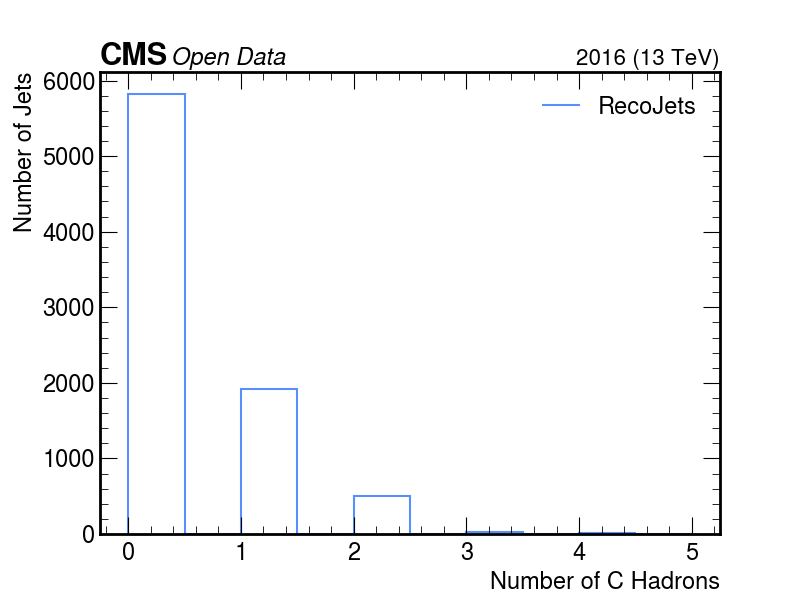 CMS Open Data 2016 (13 TeV)
Number of Jets
6000
5000
4000
3000
2000
1000
0
RecoJets
0 1 2 3 4 5
Number of C Hadrons